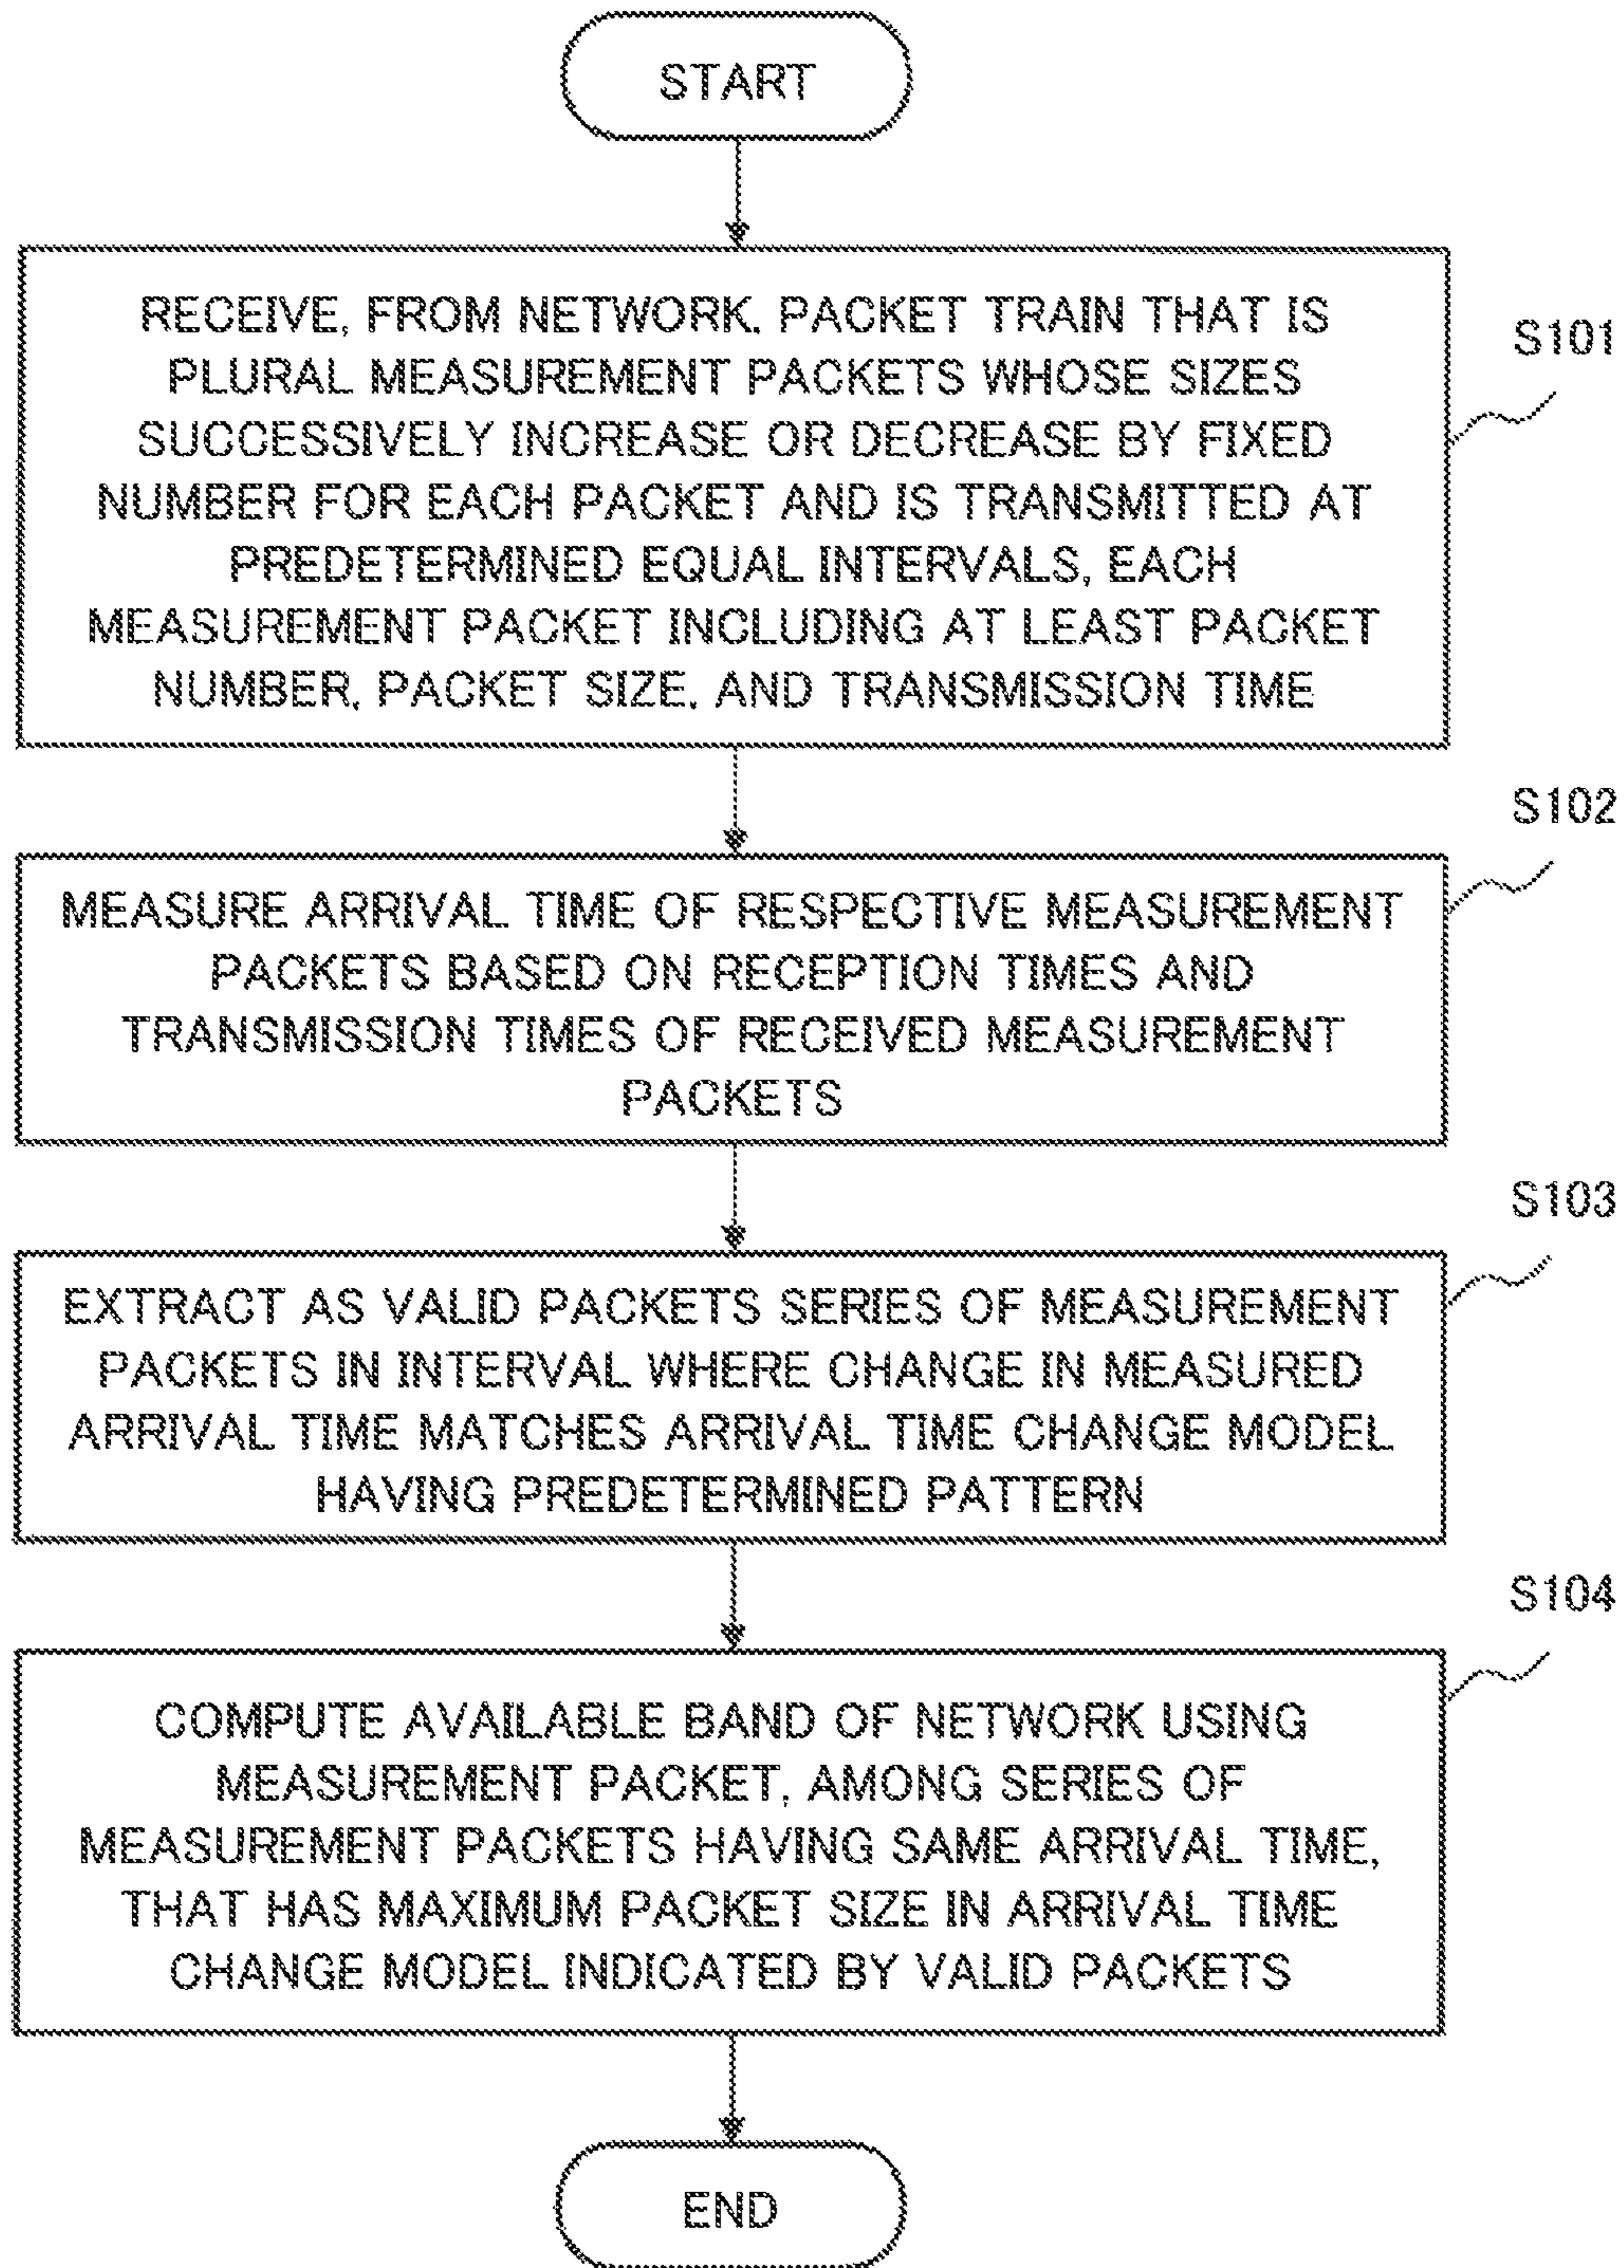 START
RECEIVE, FROM NETWORK, PACKET TRAIN THAT IS
PLURAL MEASUREMENT PACKETS WHOSE SIZES
SUCCESSIVELY INCREASE OR DECREASE BY FIXED
NUMBER FOR EACH PACKET AND IS TRANSMITTED AT
PREDETERMINED EQUAL INTERVALS, EACH
MEASUREMENT PACKET INCLUDING AT LEAST PACKET
NUMBER, PACKET SIZE, AND TRANSMISSION TIME
S101
S102
MEASURE ARRIVAL TIME OF RESPECTIVE MEASUREMENT
PACKETS BASED ON RECEPTION TIMES AND
TRANSMISSION TIMES OF RECEIVED MEASUREMENT
PACKETS
S103
EXTRACT AS VALID PACKETS SERIES OF MEASUREMENT
PACKETS IN INTERVAL WHERE CHANGE IN MEASURED
ARRIVAL TIME MATCHES ARRIVAL TIME CHANGE MODEL
HAVING PREDETERMINED PATTERN
S104
COMPUTE AVAILABLE BAND OF NETWORK USING
MEASUREMENT PACKET, AMONG SERIES OF
MEASUREMENT PACKETS HAVING SAME ARRIVAL TIME,
THAT HAS MAXIMUM PACKET SIZE IN ARRIVAL TIME
CHANGE MODEL INDICATED BY VALID PACKETS
END